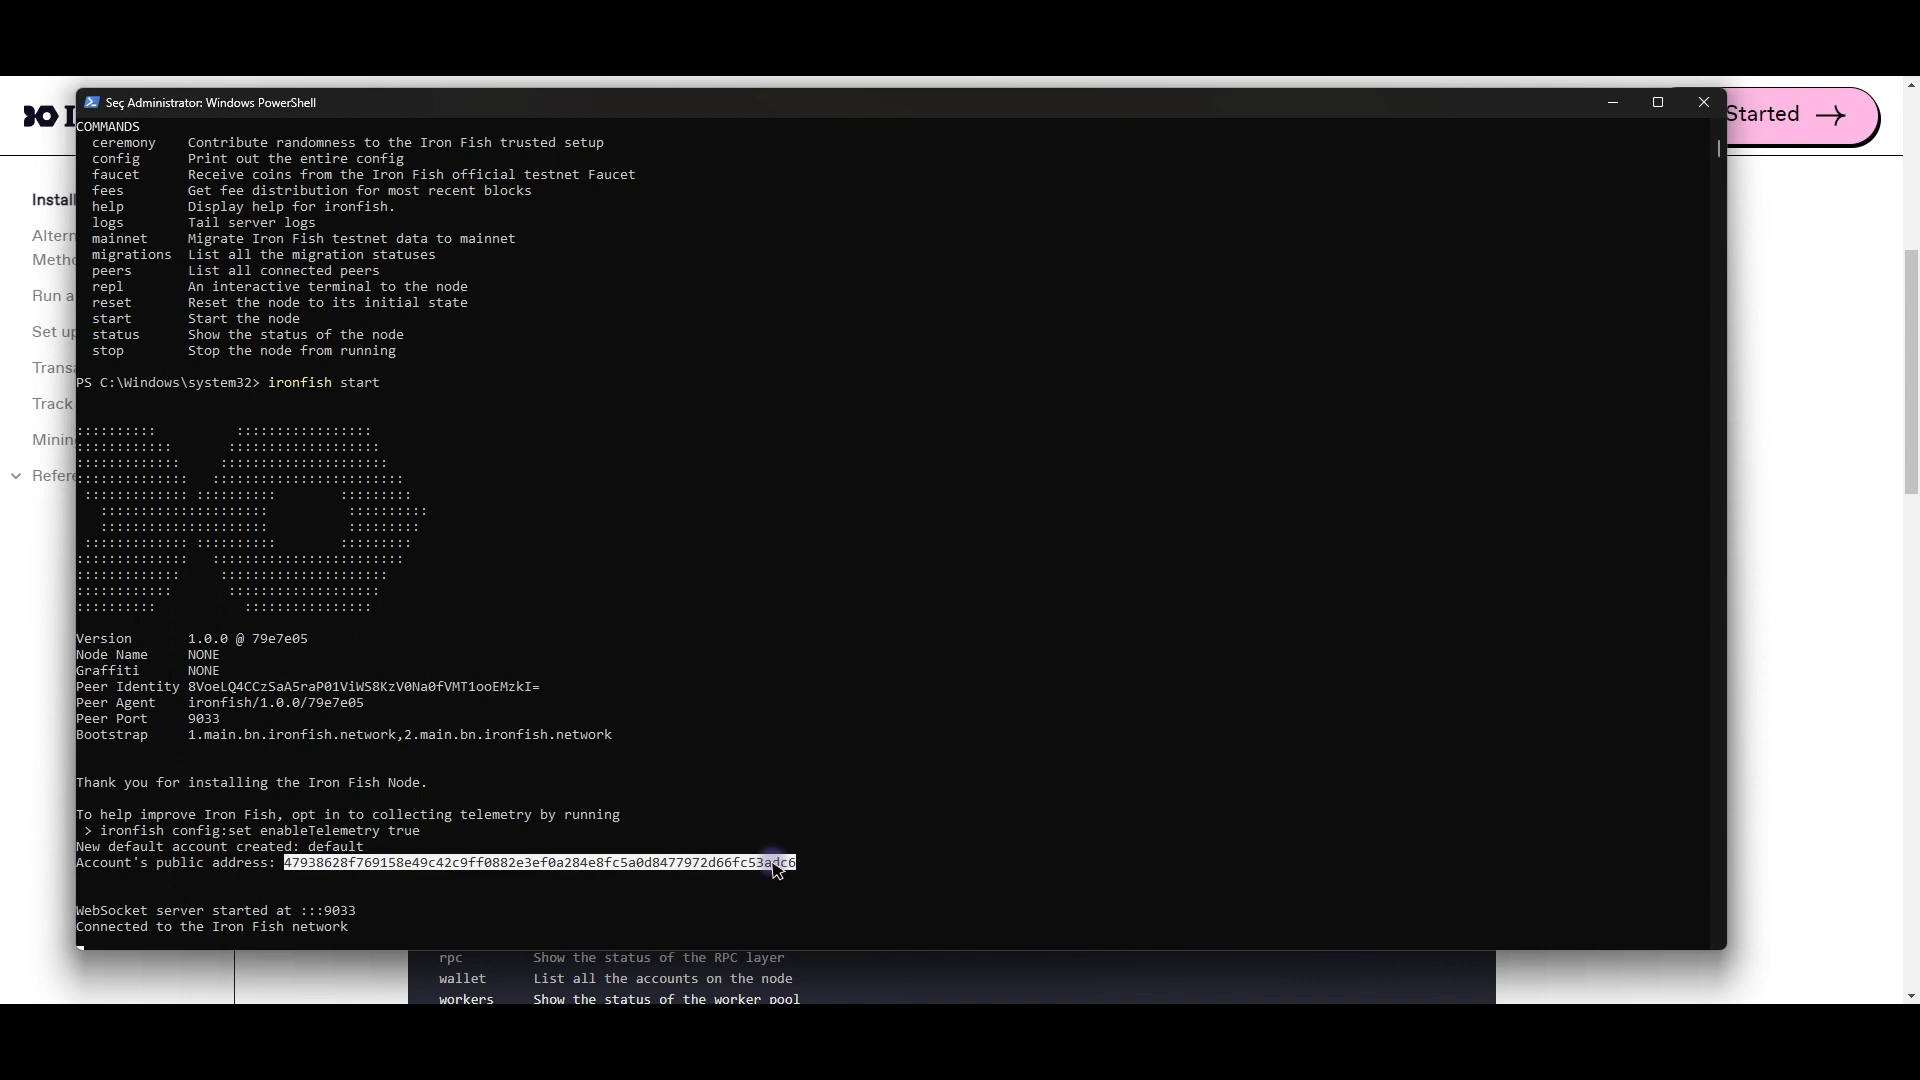 Seç Administrator: Windows PowerShell
Started
COMMANDS
ceremony Contribute randomness to the Iron Fish trusted setup
config Print out the entire config
faucet Receive coins from the Iron Fish official testnet Faucet
fees Get fee distribution for most recent blocks
help Display help for ironfish.
logs Tail server logs
mainnet Migrate Iron Fish testnet data to mainnet
migrations List all the migration statuses
peers List all connected peers
repl An interactive terminal to the node
reset Reset the node to its initial state
start Start the node
status Show the status of the node
stop Stop the node from running
PS C:\Windows\system32> ironfish start
Version 1.0.0 @ 79e7e05
Node Name NONE
Graffiti NONE
Peer Identity 8VoeLQ4CCzSaA5raP01ViWS8KzV0Na0fVMT1ooEMzkI=
Peer Agent ironfish/1.0.0/79e7e05
Peer Port 9033
Bootstrap 1.main.bn.ironfish.network,2.main.bn.ironfish.network
Thank you for installing the Iron Fish Node.
To help improve Iron Fish, opt in to collecting telemetry by running
> ironfish config:set enableTelemetry true
New default account created: default
Account's public address: 47938628f769158e49c42c9ff0882e3ef0a284e8fc5a0d8477972d66fc53adc6
WebSocket server started at :::9033
Connected to the Iron Fish network
Run a
Track
rpc Show the status of the RPC layer
wallet List all the accounts on the node
workers Show the status of the worker pool